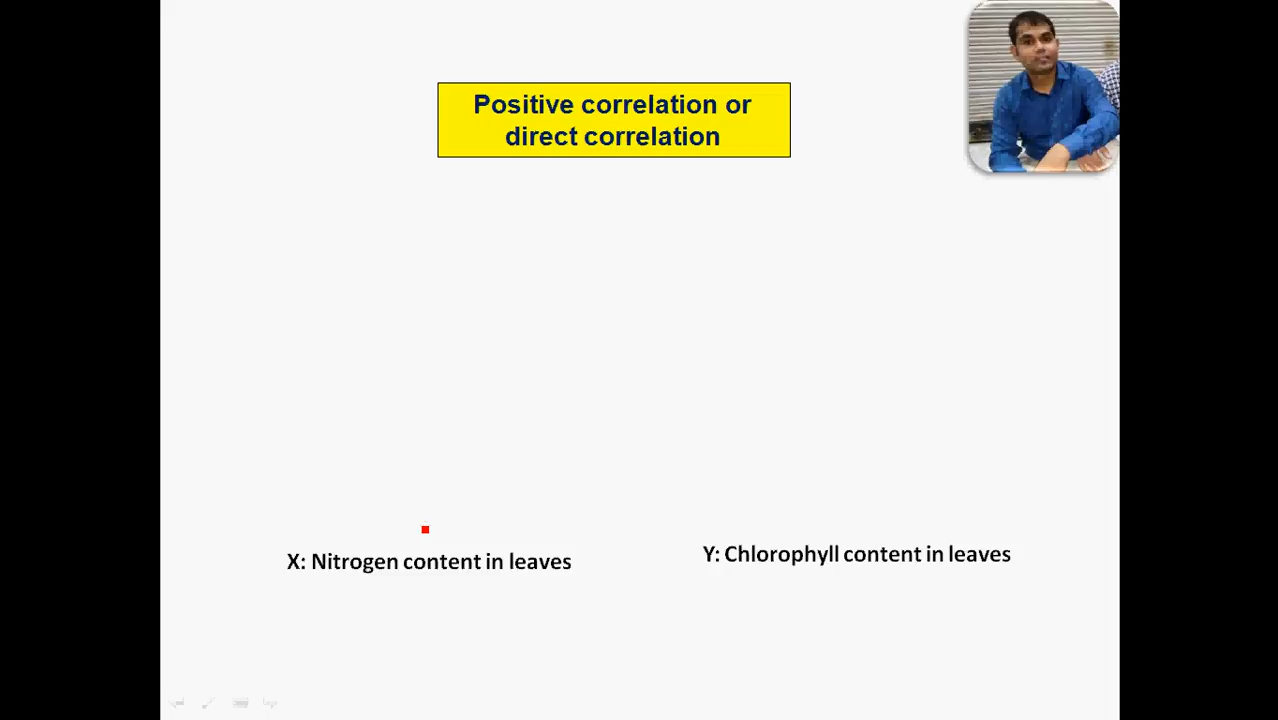 Positive correlation or
direct correlation
X: Nitrogen content in leaves
Y: Chlorophyll content in leaves